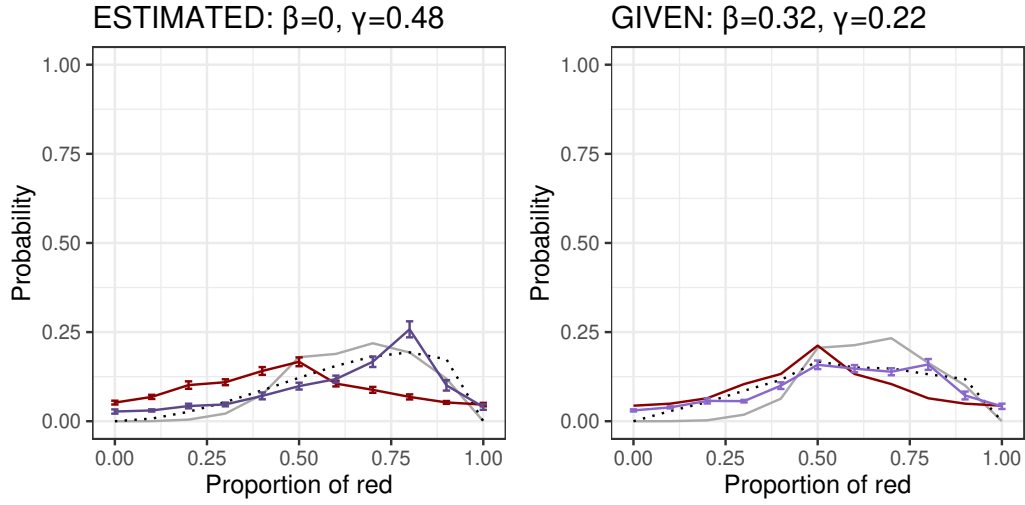 ESTIMATED: β=0, γ=0.48
GIVEN: β=0.32, γ=0.22
1.00
0.75
0.50
0.25
0.00
Probability
0.00 0.25 0.50 0.75 1.00
Proportion of red
1.00
0.75
0.50
0.25
0.00
Probability
0.00 0.25 0.50 0.75 1.00
Proportion of red